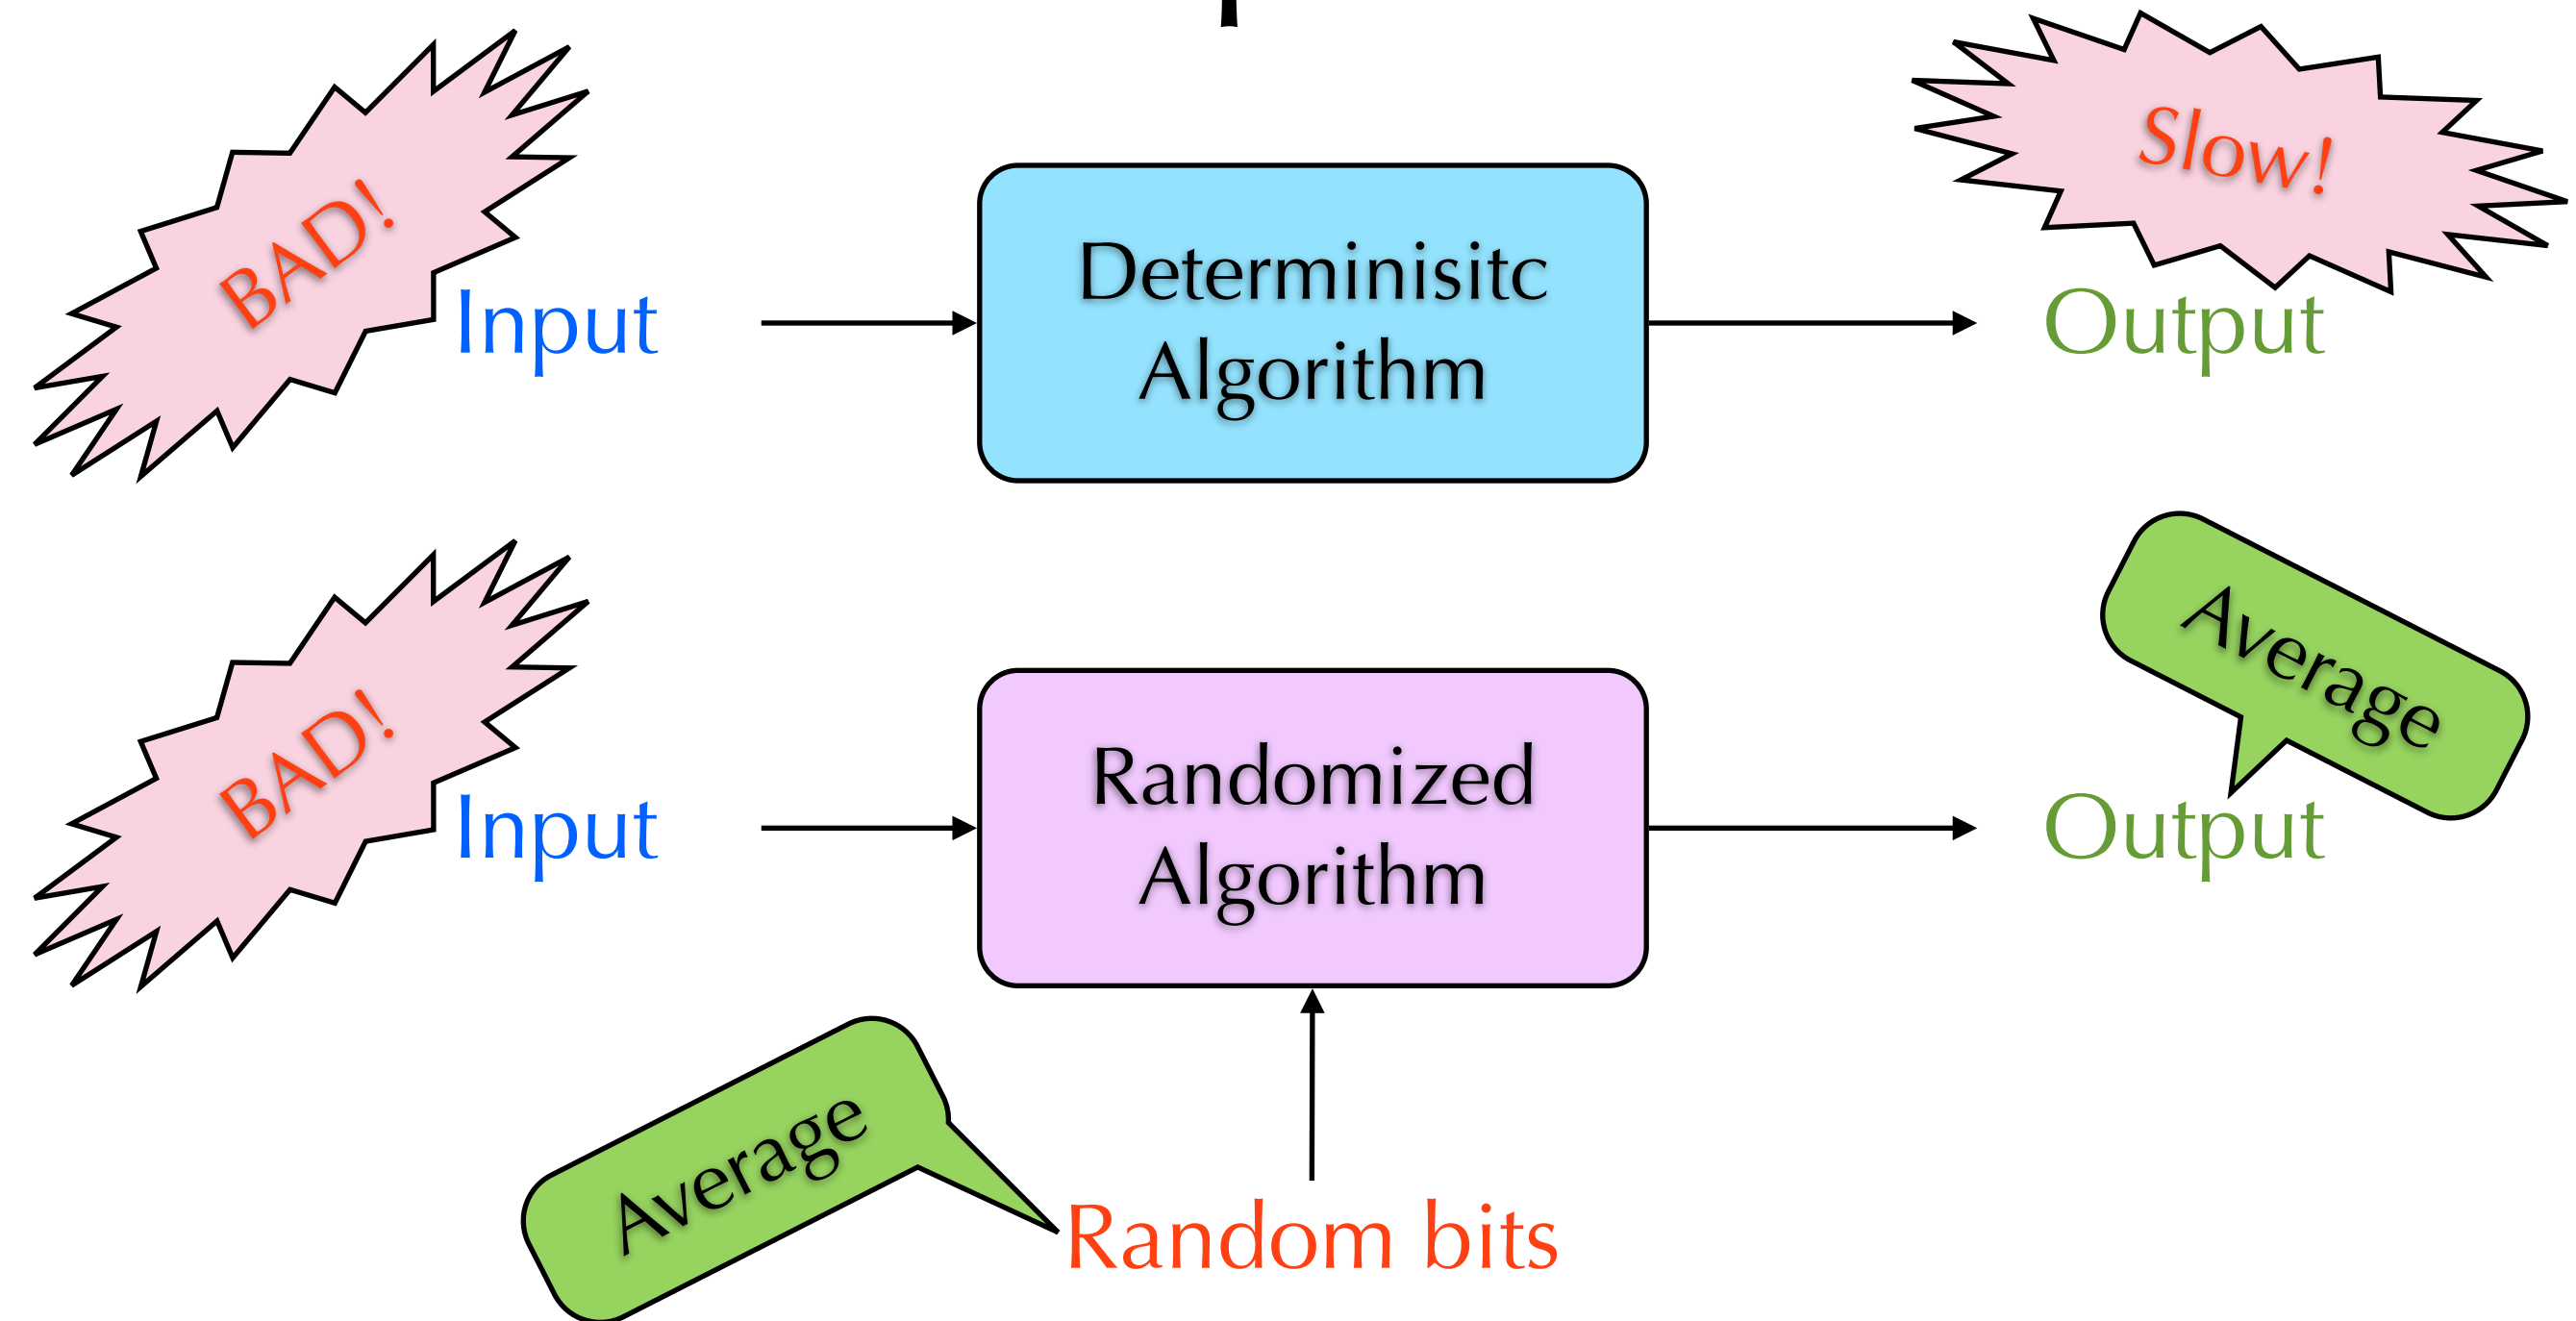 BAD!
Input
Determinisitc
Algorithm
Slow!
Output
BAD!
Input
Randomized
Algorithm
Average
Output
Average
Random bits